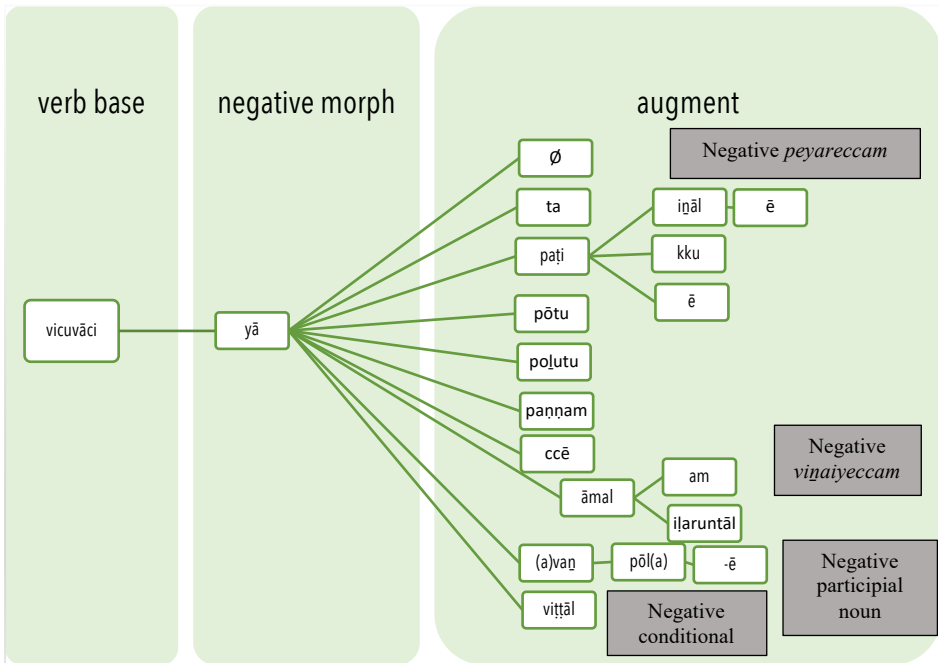 verb base
negative morph
augment
Ø
Negative peyareccam
ta
iṉāl
ē
paṭi
kku
ē
vicuvāci
yā
pōtu
poḻutu
paṇṇam
ccē
Negative
viṉaiyeccam
āmal
am
iḷaruntāl
(a)vaṉ
pōl(a)
-ē
Negative
participial
noun
viṭṭāl
Negative
conditional